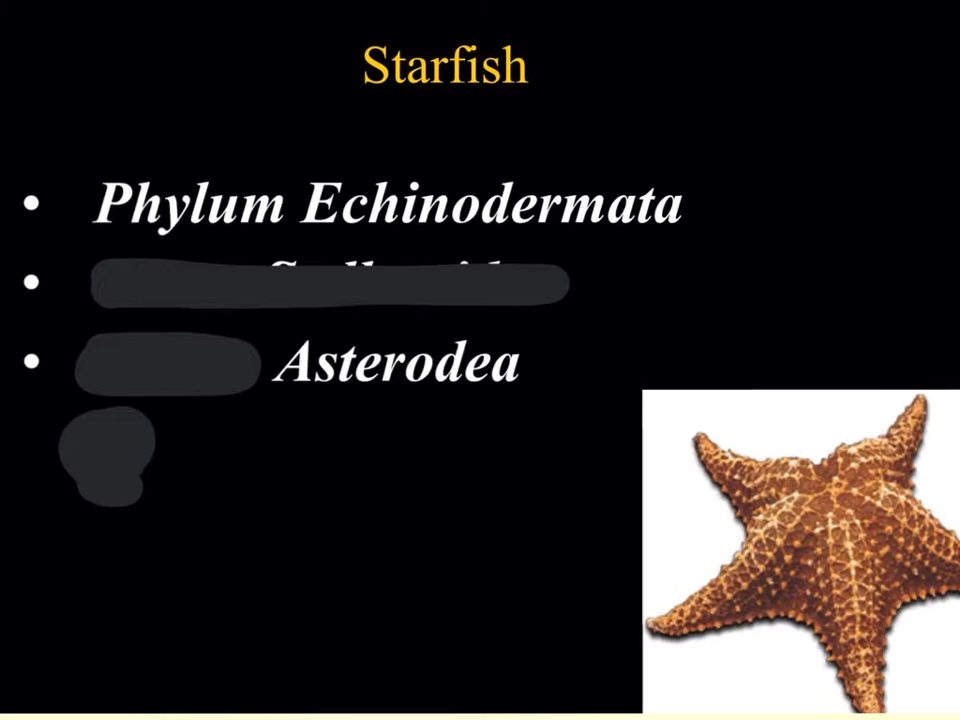 Starfish
• Phylum Echinodermata
•
• Asterodea